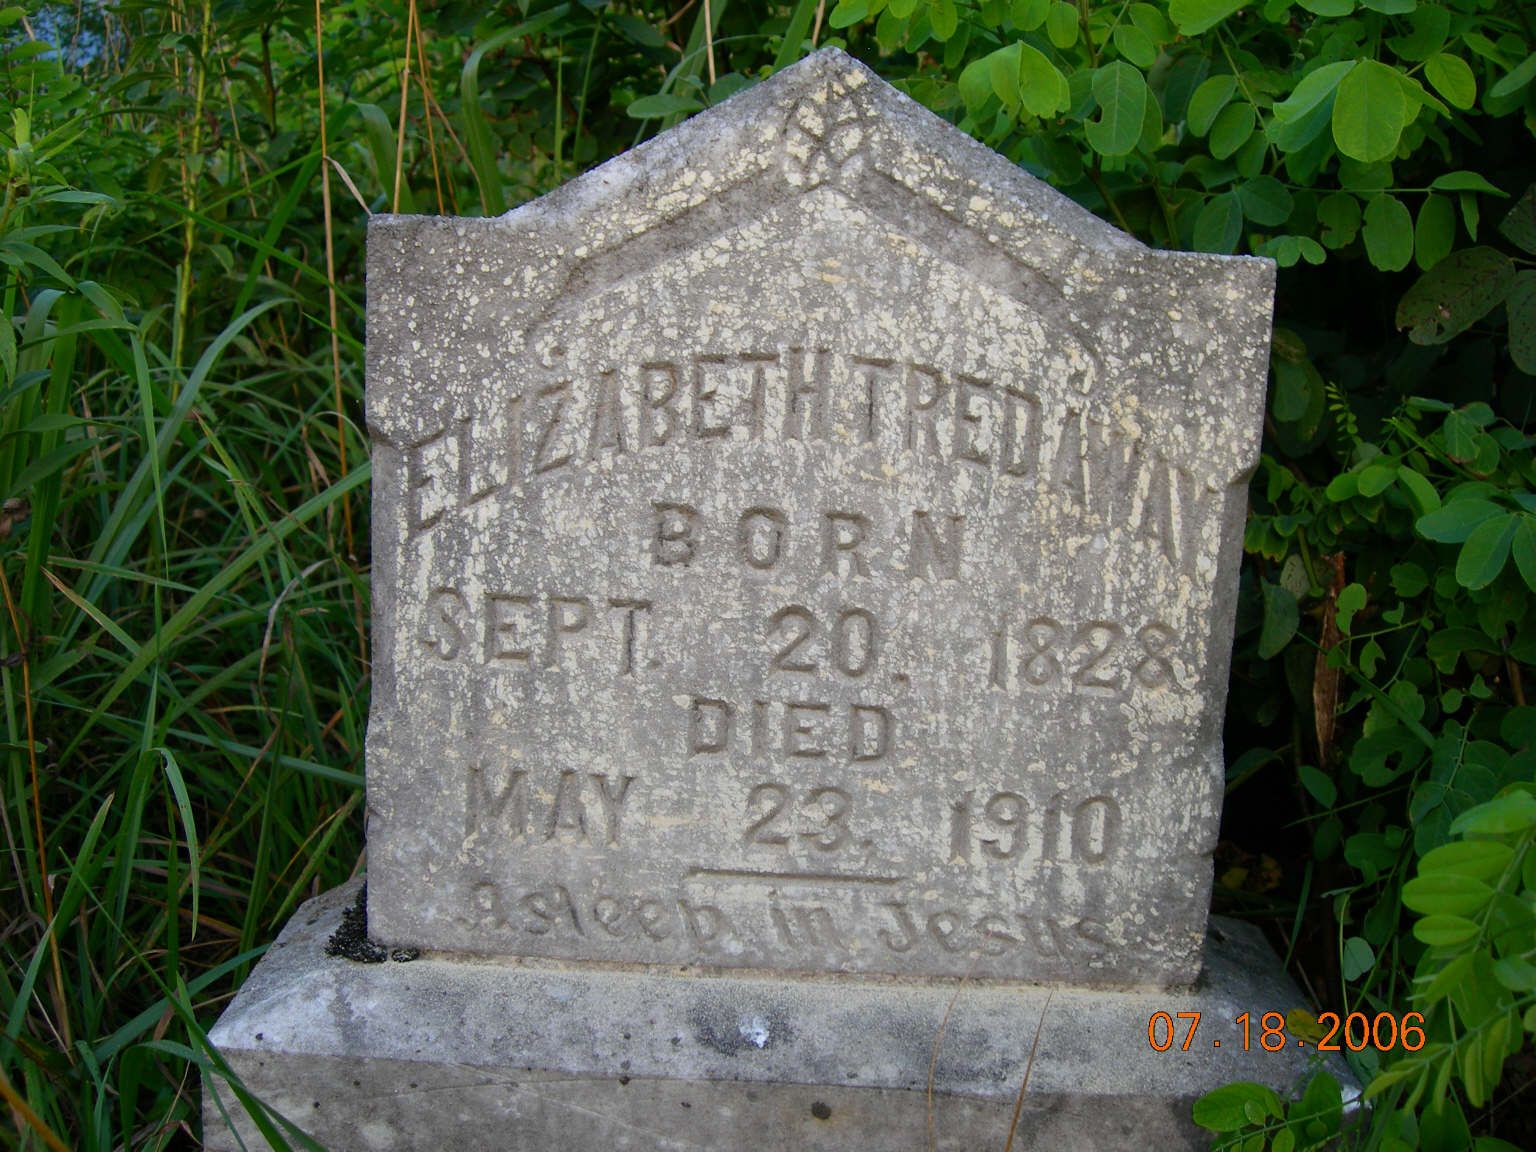 ELIZABETH TREDAWAY
BORN
SEPT. 20, 1828
DIED
MAY 23, 1910
Asleep in Jesus
07.18.2006